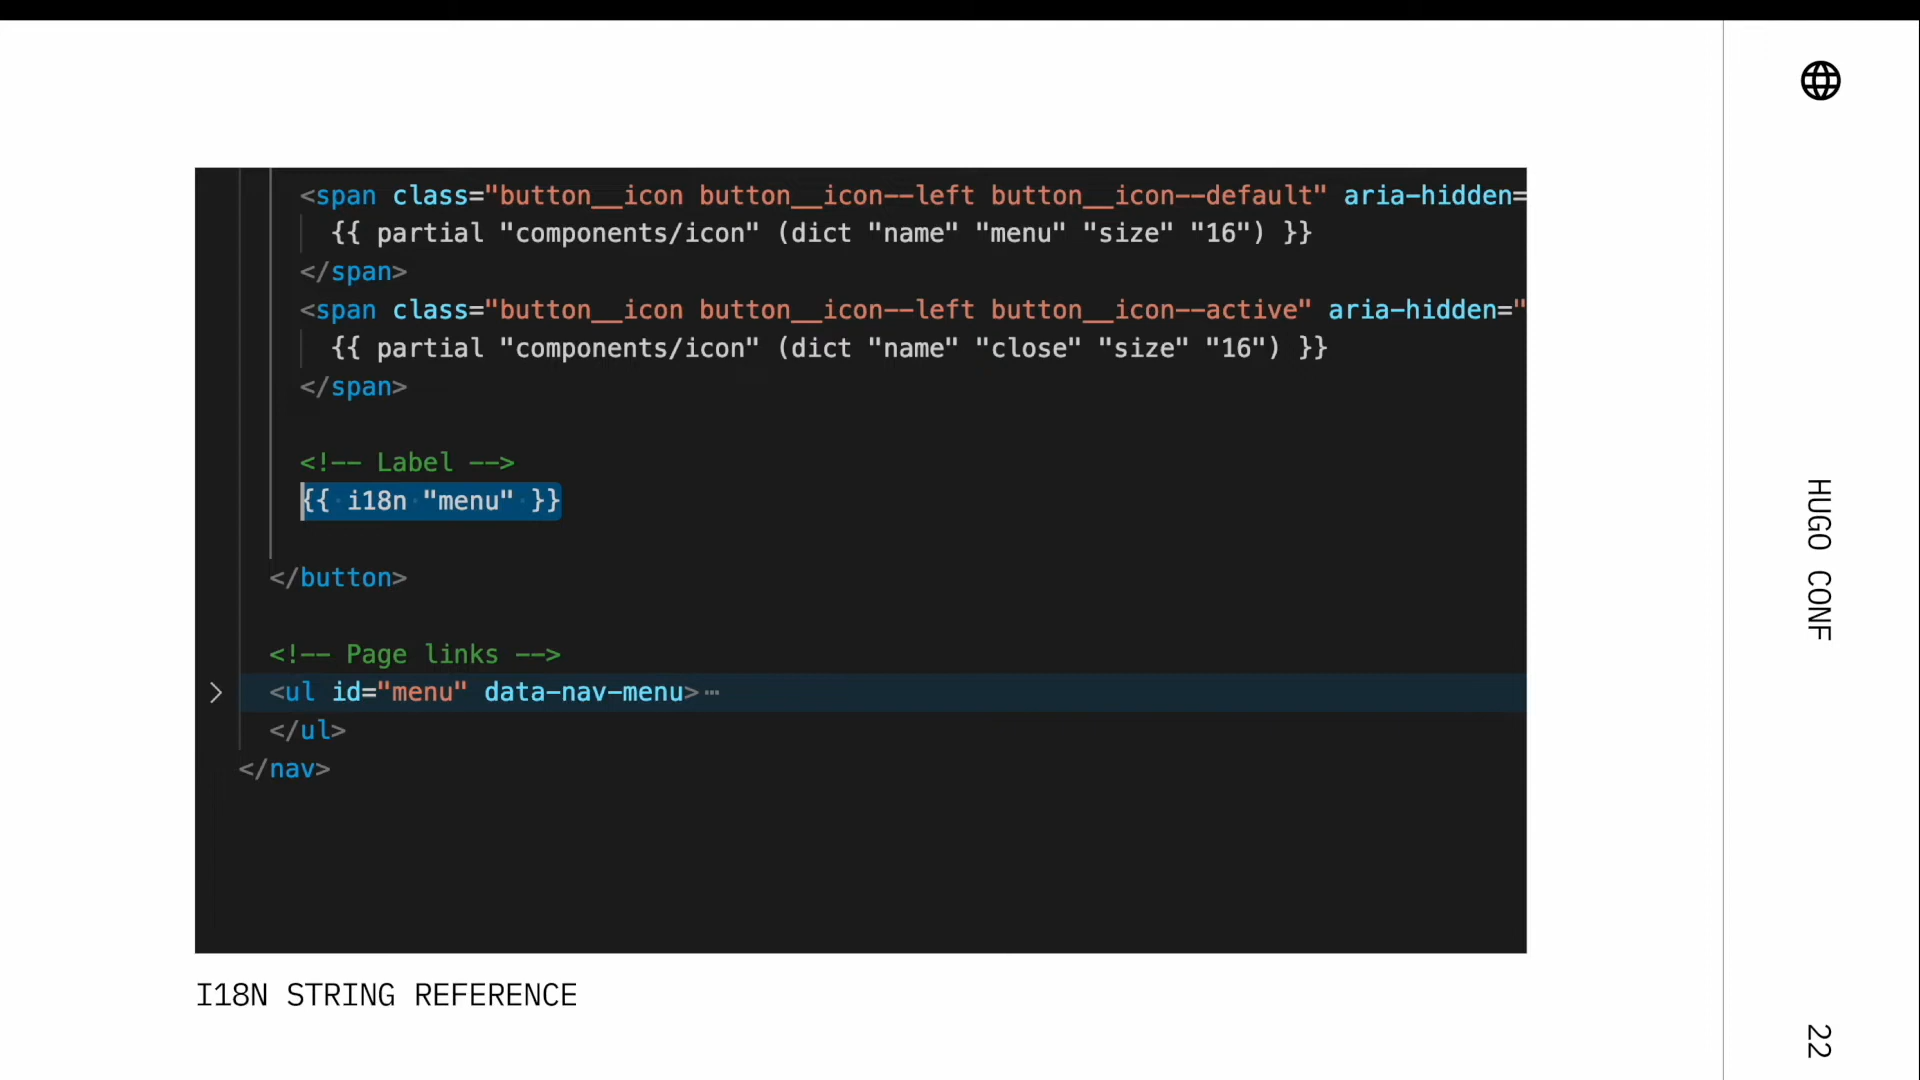 <span class="button__icon button__icon--left button__icon--default" aria-hidden=
{{ partial "components/icon" (dict "name" "menu" "size" "16") }}
</span>
<span class="button__icon button__icon--left button__icon--active" aria-hidden="
{{ partial "components/icon" (dict "name" "close" "size" "16") }}
</span>
<!-- Label -->
{{ i18n "menu" }}
</button>
<!-- Page links -->
<ul id="menu" data-nav-menu>
</ul>
</nav>
I18N STRING REFERENCE
HUGO CONF
22